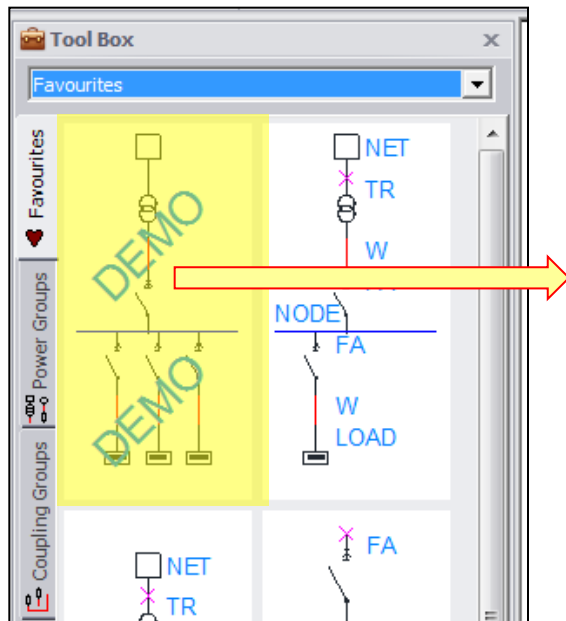 Tool Box
Favourites
Favourites
Power Groups
Coupling Groups
DEMO
DEMO
NET
TR
W
NODE
FA
W
LOAD
NET
TR
FA